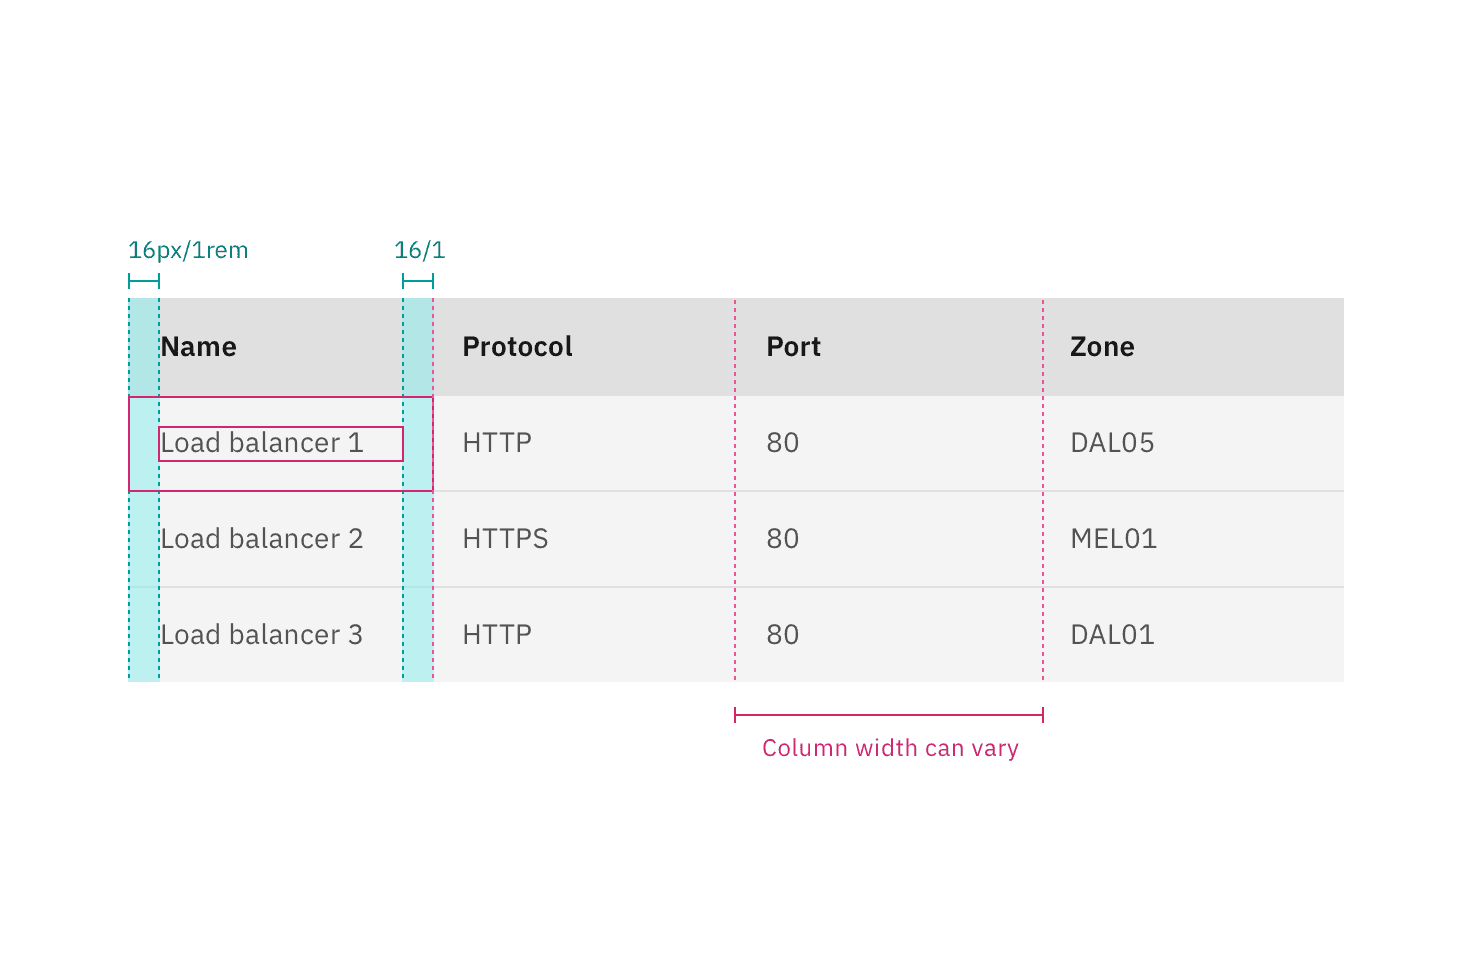 16px/1rem 16/1
Name Protocol Port Zone
Load balancer 1 HTTP 80 DAL05
Load balancer 2 HTTPS 80 MEL01
Load balancer 3 HTTP 80 DAL01
Column width can vary